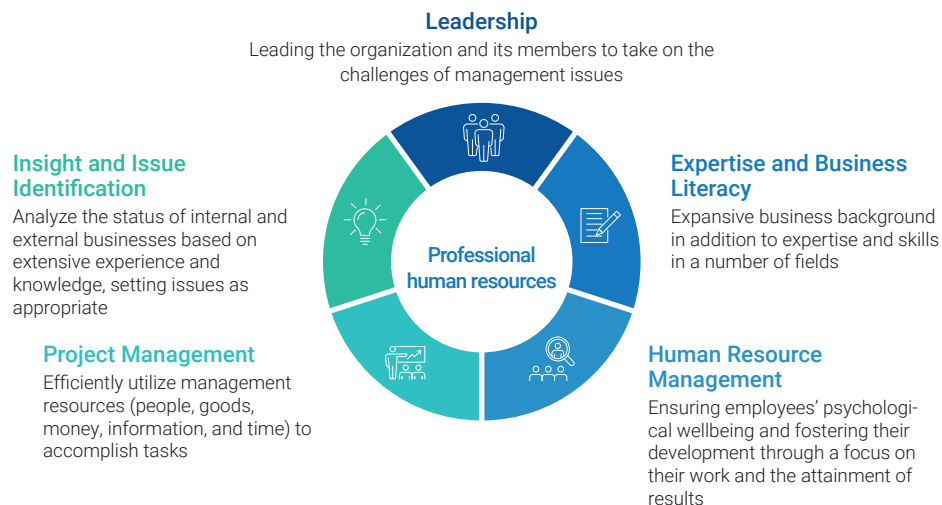 Leadership
Leading the organization and its members to take on the
challenges of management issues
Insight and Issue
Identification
Analyze the status of internal and
external businesses based on
extensive experience and
knowledge, setting issues as
appropriate
Expertise and Business
Literacy
Expansive business background
in addition to expertise and skills
in a number of fields
Professional
human resources
Project Management
Efficiently utilize management
resources (people, goods,
money, information, and time) to
accomplish tasks
Human Resource
Management
Ensuring employees’ psychologi-
cal wellbeing and fostering their
development through a focus on
their work and the attainment of
results